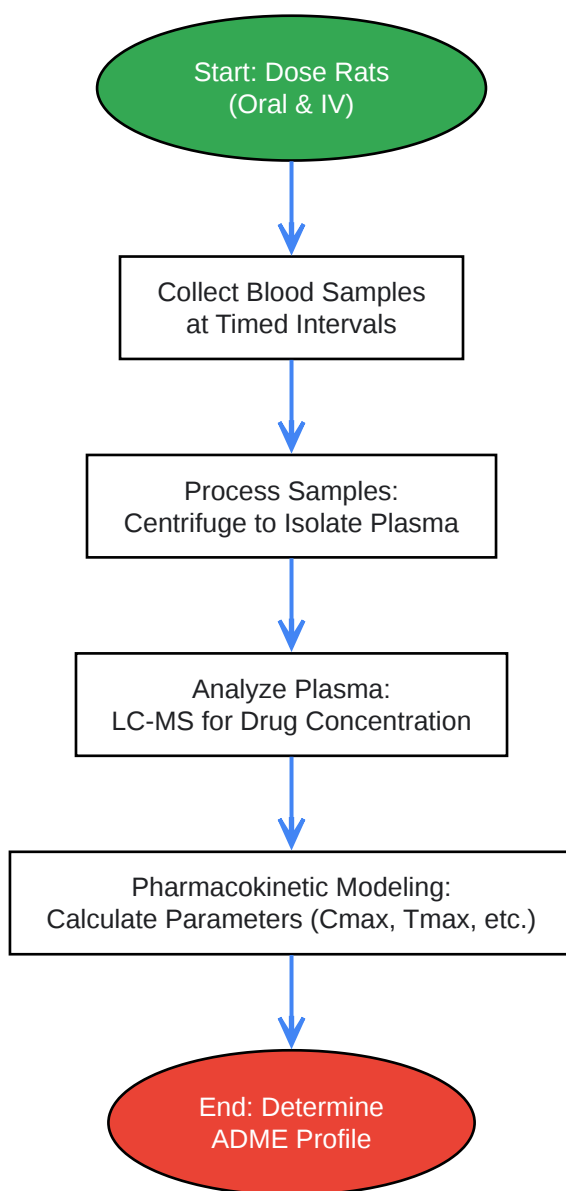 Start: Dose Rats
(Oral & IV)
Collect Blood Samples
at Timed Intervals
Process Samples:
Centrifuge to Isolate Plasma
Analyze Plasma:
LC-MS for Drug Concentration
Pharmacokinetic Modeling:
Calculate Parameters (Cmax, Tmax, etc.)
End: Determine
ADME Profile